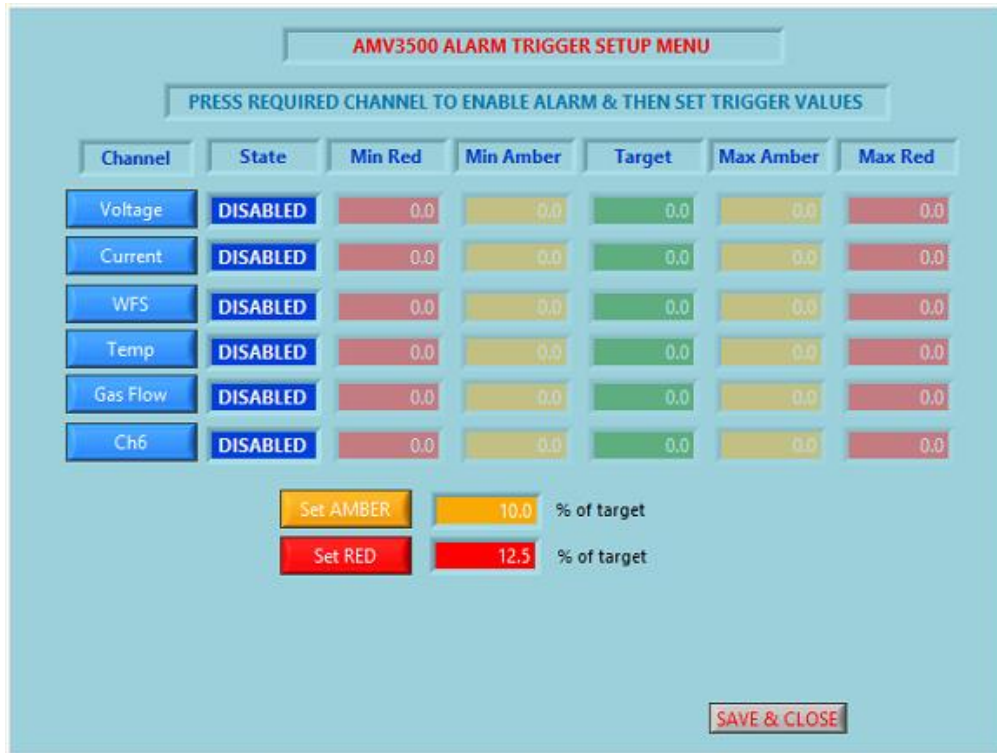 AMV3500 ALARM TRIGGER SETUP MENU
PRESS REQUIRED CHANNEL TO ENABLE ALARM & THEN SET TRIGGER VALUES
Channel State Min Red Min Amber Target Max Amber Max Red
Voltage DISABLED 0.0 0.0 0.0 0.0 0.0
Current DISABLED 0.0 0.0 0.0 0.0 0.0
WFS DISABLED 0.0 0.0 0.0 0.0 0.0
Temp DISABLED 0.0 0.0 0.0 0.0 0.0
Gas Flow DISABLED 0.0 0.0 0.0 0.0 0.0
Ch6 DISABLED 0.0 0.0 0.0 0.0 0.0
Set AMBER 10.0 % of target
Set RED 12.5 % of target
SAVE & CLOSE